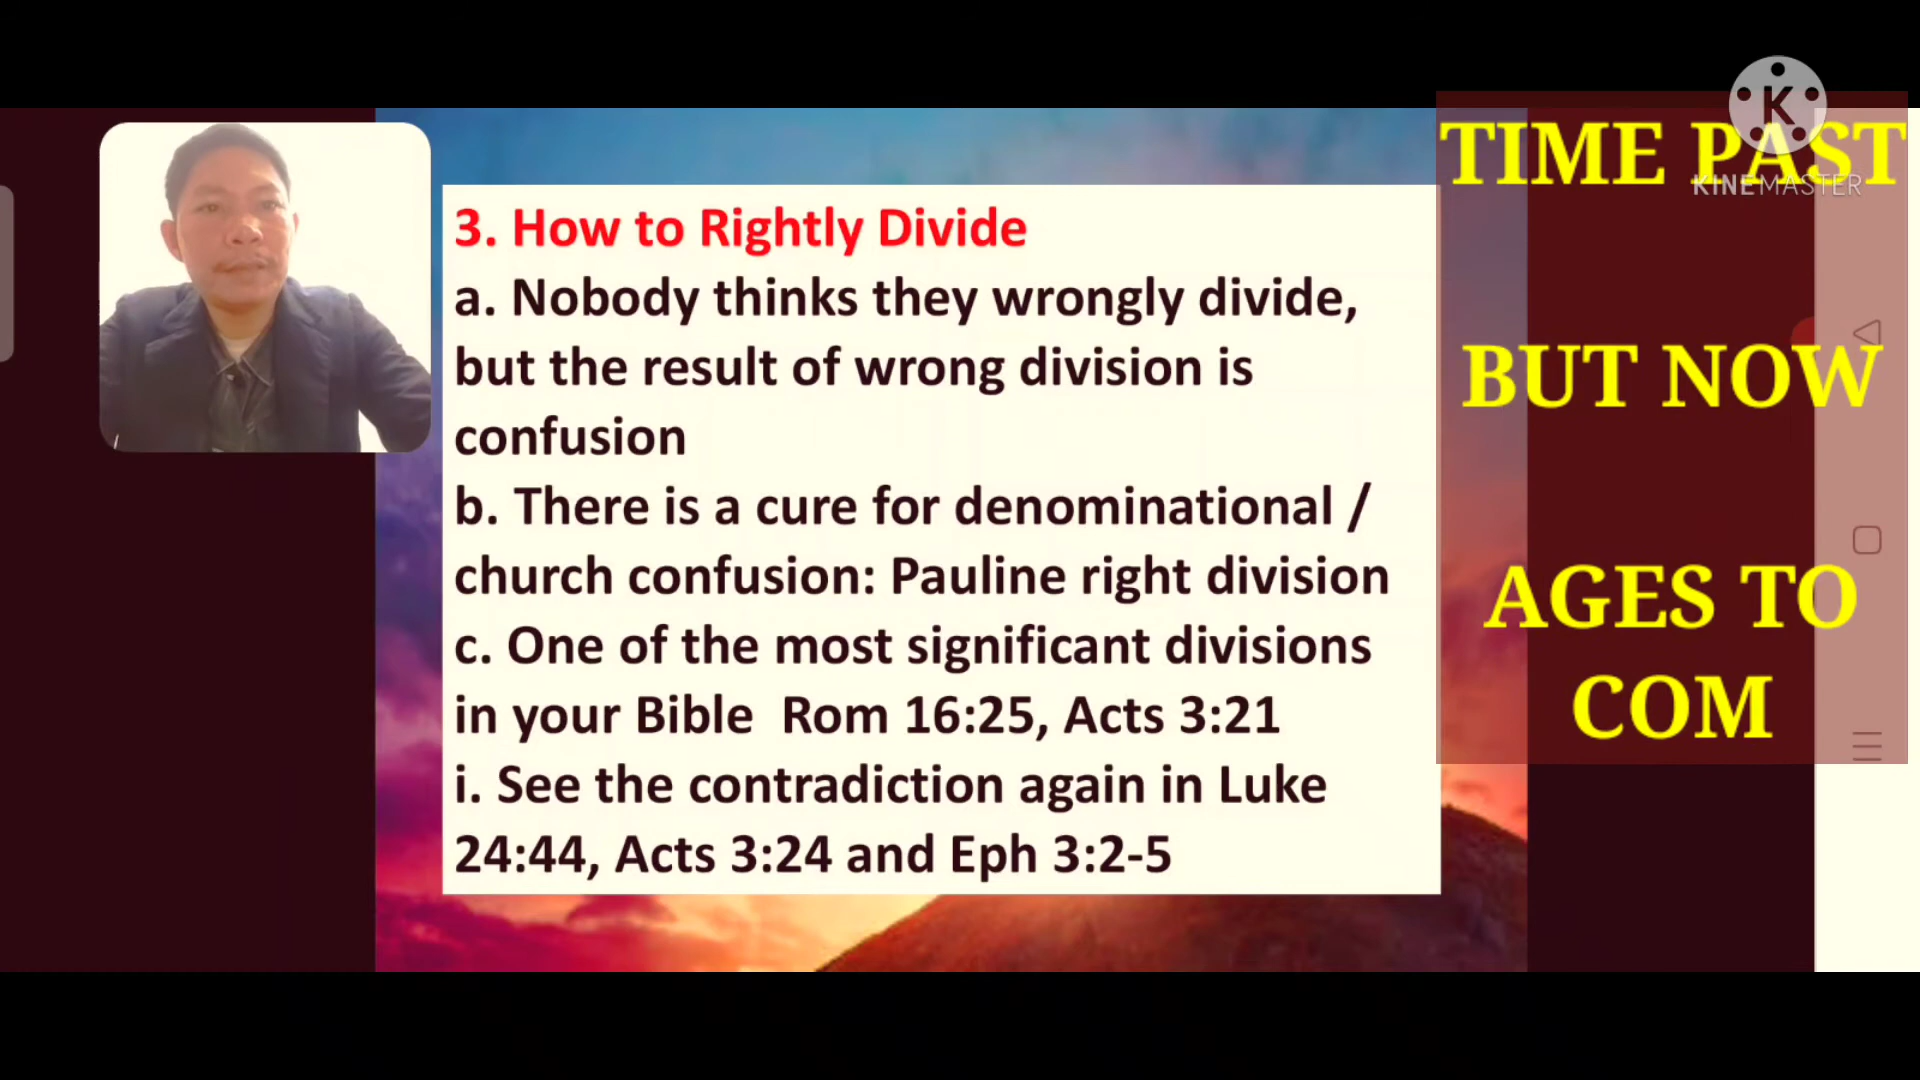 3. How to Rightly Divide
a. Nobody thinks they wrongly divide,
but the result of wrong division is
confusion
b. There is a cure for denominational /
church confusion: Pauline right division
c. One of the most significant divisions
in your Bible  Rom 16:25, Acts 3:21
i. See the contradiction again in Luke
24:44, Acts 3:24 and Eph 3:2-5
TIME PAST
BUT NOW
AGES TO
COM
K
KINEMASTER